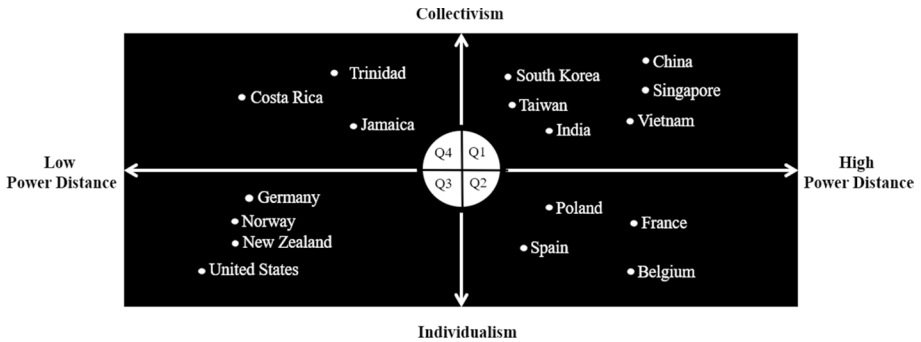 Collectivism
China
Trinidad
South Korea
Singapore
Costa Rica
Taiwan
Vietnam
Jamaica
India
Q4 Q1
Low
Power Distance
High
Power Distance
Q3 Q2
Germany
Poland
Norway
France
New Zealand
Spain
United States
Belgium
Individualism